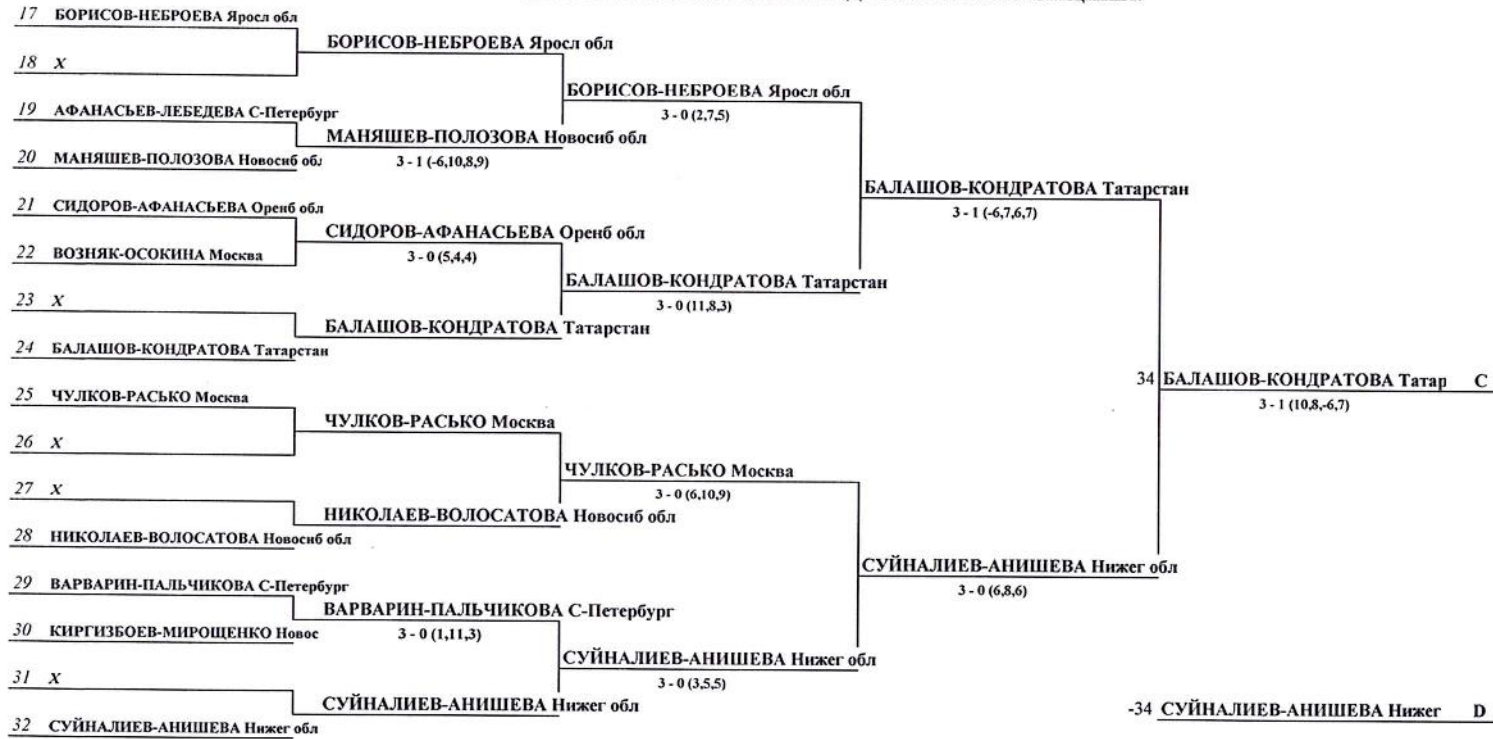 17 БОРИСОВ-НЕБРОЕВА Яросл обл
БОРИСОВ-НЕБРОЕВА Яросл обл
18 X
БОРИСОВ-НЕБРОЕВА Яросл обл
3 - 0 (2,7,5)
19 АФАНАСЬЕВ-ЛЕБЕДЕВА С-Петербург
МАНЯШЕВ-ПОЛОЗОВА Новосиб обл
3 - 1 (-6,10,8,9)
20 МАНЯШЕВ-ПОЛОЗОВА Новосиб обл
БАЛАШОВ-КОНДРАТОВА Татарстан
3 - 1 (-6,7,6,7)
21 СИДОРОВ-АФАНАСЬЕВА Оренб обл
СИДОРОВ-АФАНАСЬЕВА Оренб обл
3 - 0 (5,4,4)
22 ВОЗНЯК-ОСОКИНА Москва
БАЛАШОВ-КОНДРАТОВА Татарстан
3 - 0 (11,8,3)
23 X
БАЛАШОВ-КОНДРАТОВА Татарстан
24 БАЛАШОВ-КОНДРАТОВА Татарстан
34 БАЛАШОВ-КОНДРАТОВА Татар C
3 - 1 (10,8,-6,7)
25 ЧУЛКОВ-РАСЬКО Москва
ЧУЛКОВ-РАСЬКО Москва
26 X
ЧУЛКОВ-РАСЬКО Москва
3 - 0 (6,10,9)
27 X
НИКОЛАЕВ-ВОЛОСАТОВА Новосиб обл
28 НИКОЛАЕВ-ВОЛОСАТОВА Новосиб обл
СУЙНАЛИЕВ-АНИШЕВА Нижег обл
3 - 0 (6,8,6)
29 ВАРВАРИН-ПАЛЬЧИКОВА С-Петербург
ВАРВАРИН-ПАЛЬЧИКОВА С-Петербург
3 - 0 (1,11,3)
30 КИРГИЗБОЕВ-МИРОЩЕНКО Новос
СУЙНАЛИЕВ-АНИШЕВА Нижег обл
3 - 0 (3,5,5)
31 X
СУЙНАЛИЕВ-АНИШЕВА Нижег обл
32 СУЙНАЛИЕВ-АНИШЕВА Нижег обл
-34 СУЙНАЛИЕВ-АНИШЕВА Нижег D